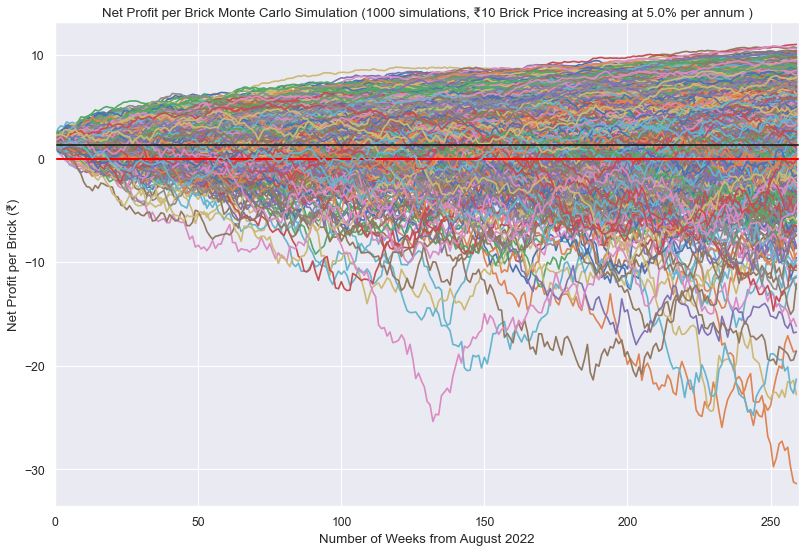 Net Profit per Brick Monte Carlo Simulation (1000 simulations, ₹10 Brick Price increasing at 5.0% per annum )
10
0
−10
−20
−30
Net Profit per Brick (₹)
0 50 100 150 200 250
Number of Weeks from August 2022